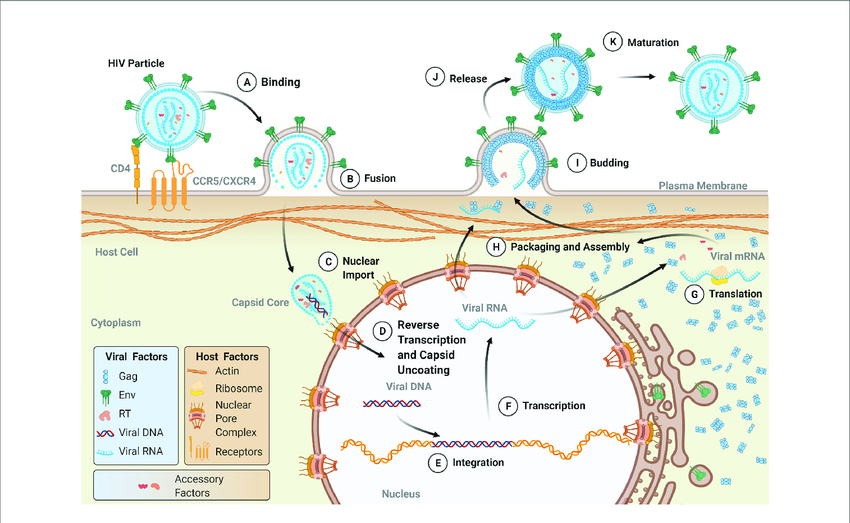 HIV Particle
A Binding
CD4
CCR5/CXCR4
B Fusion
J Release
K Maturation
I Budding
Plasma Membrane
Host Cell
C Nuclear
Import
H Packaging and Assembly
Viral mRNA
G Translation
Capsid Core
Cytoplasm
D Reverse
Transcription
and Capsid
Uncoating
Viral RNA
Viral DNA
F Transcription
E Integration
Nucleus
Viral Factors
Gag
Env
RT
Viral DNA
Viral RNA
Host Factors
Actin
Ribosome
Nuclear
Pore
Complex
Receptors
Accessory
Factors